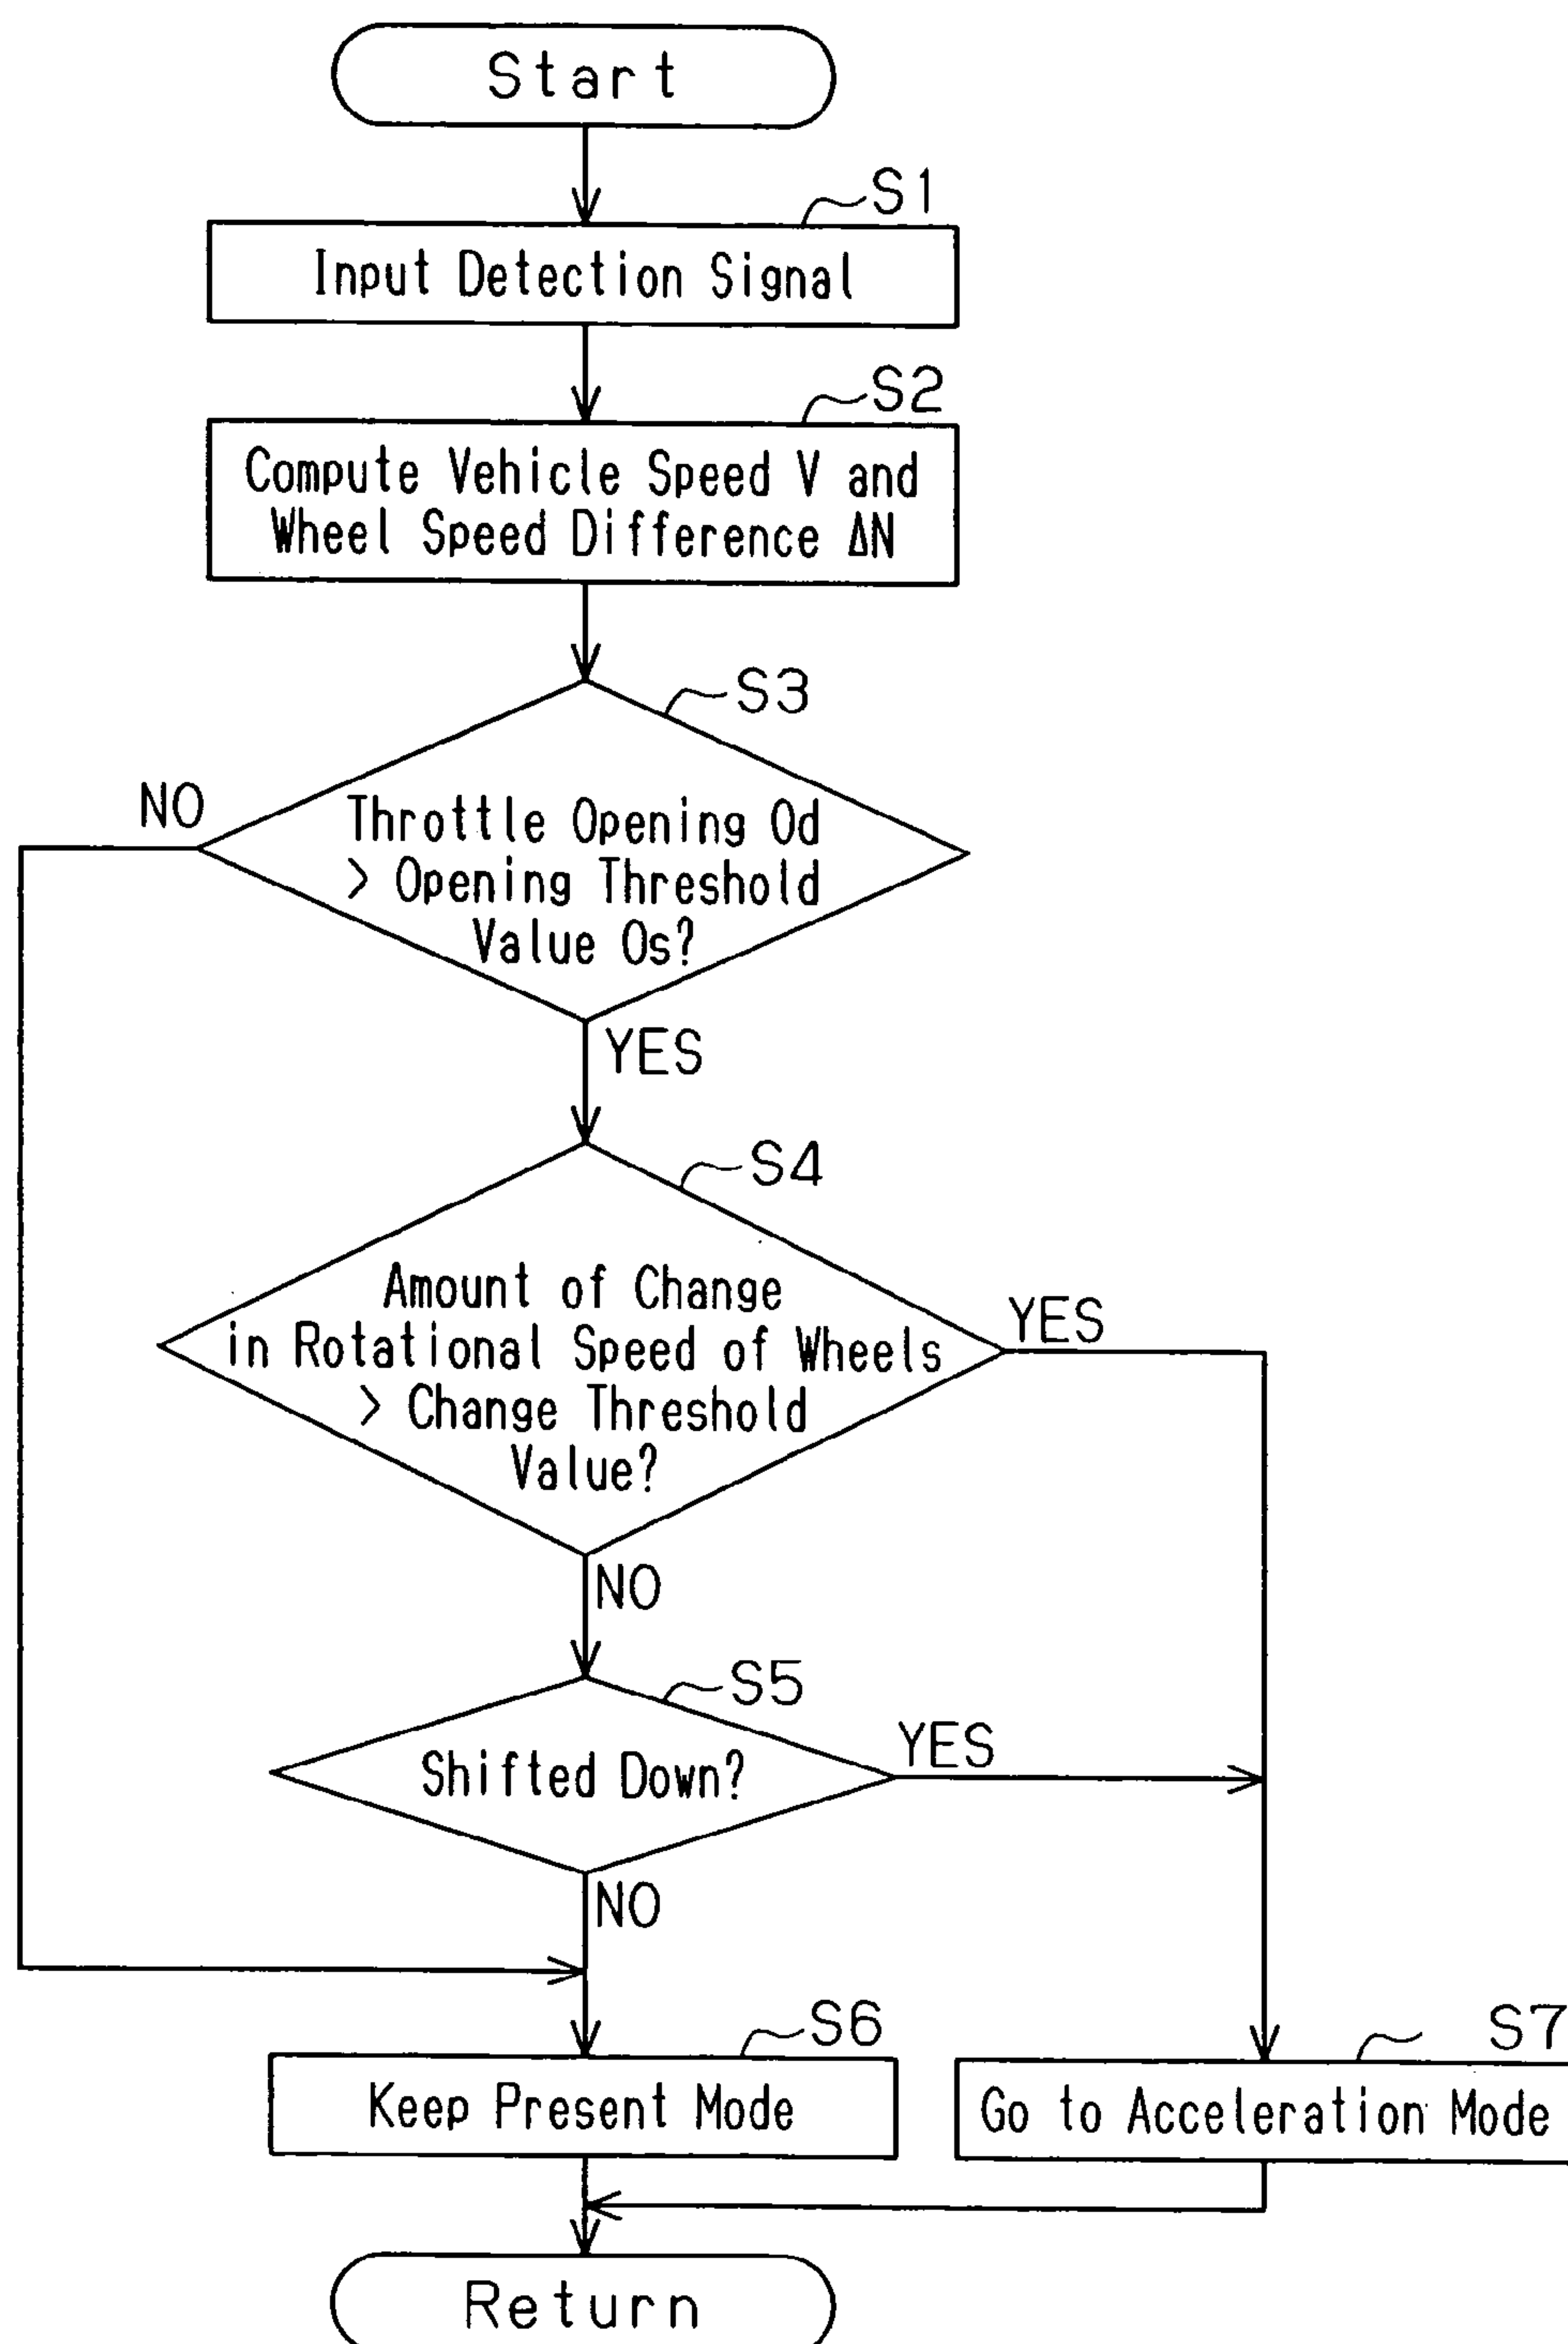 Start
S1
Input Detection Signal
S2
Compute Vehicle Speed V and
Wheel Speed Difference ΔN
S3
NO
Throttle Opening Od
> Opening Threshold
Value Os?
YES
S4
Amount of Change
in Rotational Speed of Wheels
> Change Threshold
Value?
YES
NO
S5
Shifted Down?
YES
NO
S6
Keep Present Mode
S7
Go to Acceleration Mode
Return